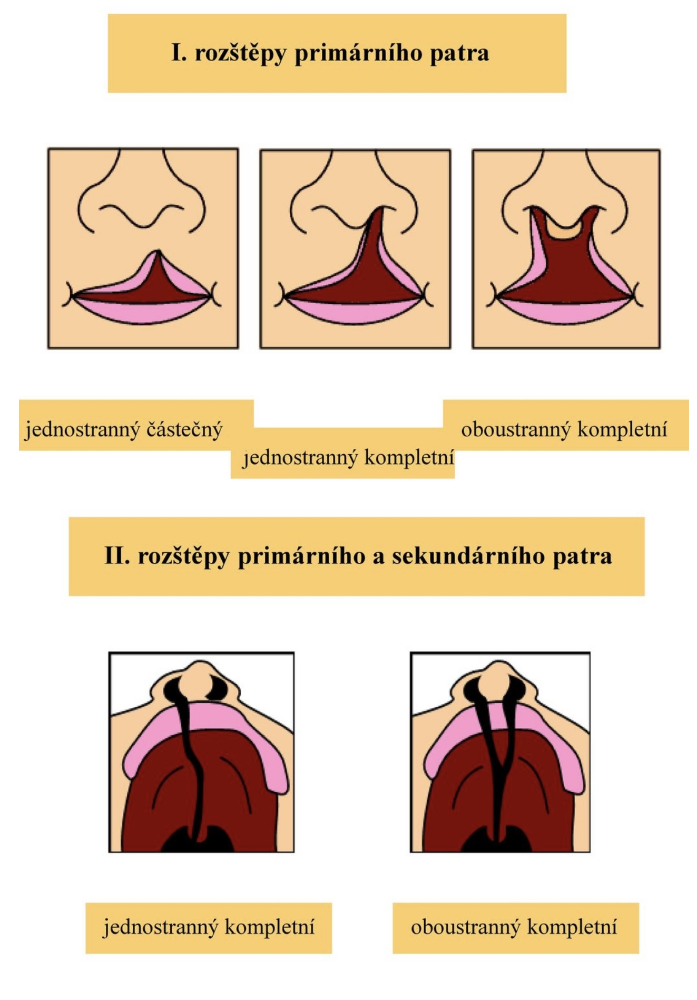 I. rozštěpy primárního patra
jednostranný částečný
jednostranný kompletní
oboustranný kompletní
II. rozštěpy primárního a sekundárního patra
jednostranný kompletní
oboustranný kompletní